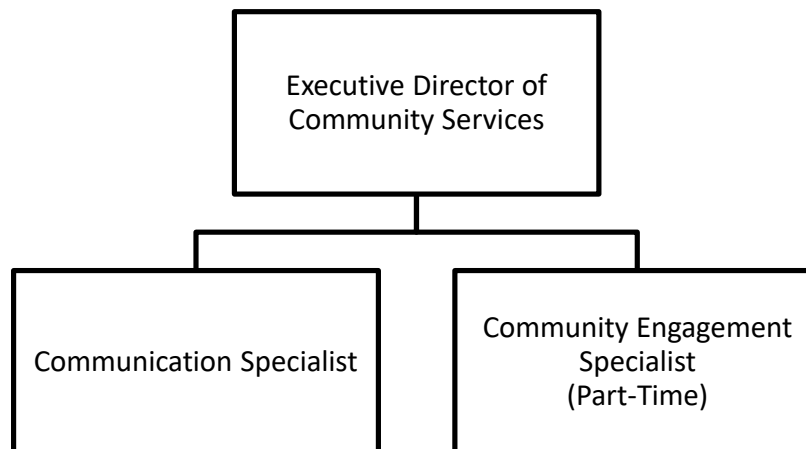 Executive Director of
Community Services
Communication Specialist
Community Engagement
Specialist
(Part-Time)